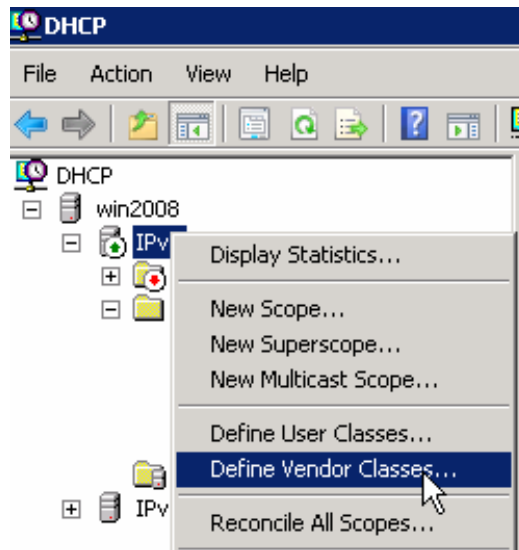 DHCP
File Action View Help
DHCP
win2008
IPv
Display Statistics...
New Scope...
New Superscope...
New Multicast Scope...
Define User Classes...
Define Vendor Classes...
IPv
Reconcile All Scopes...